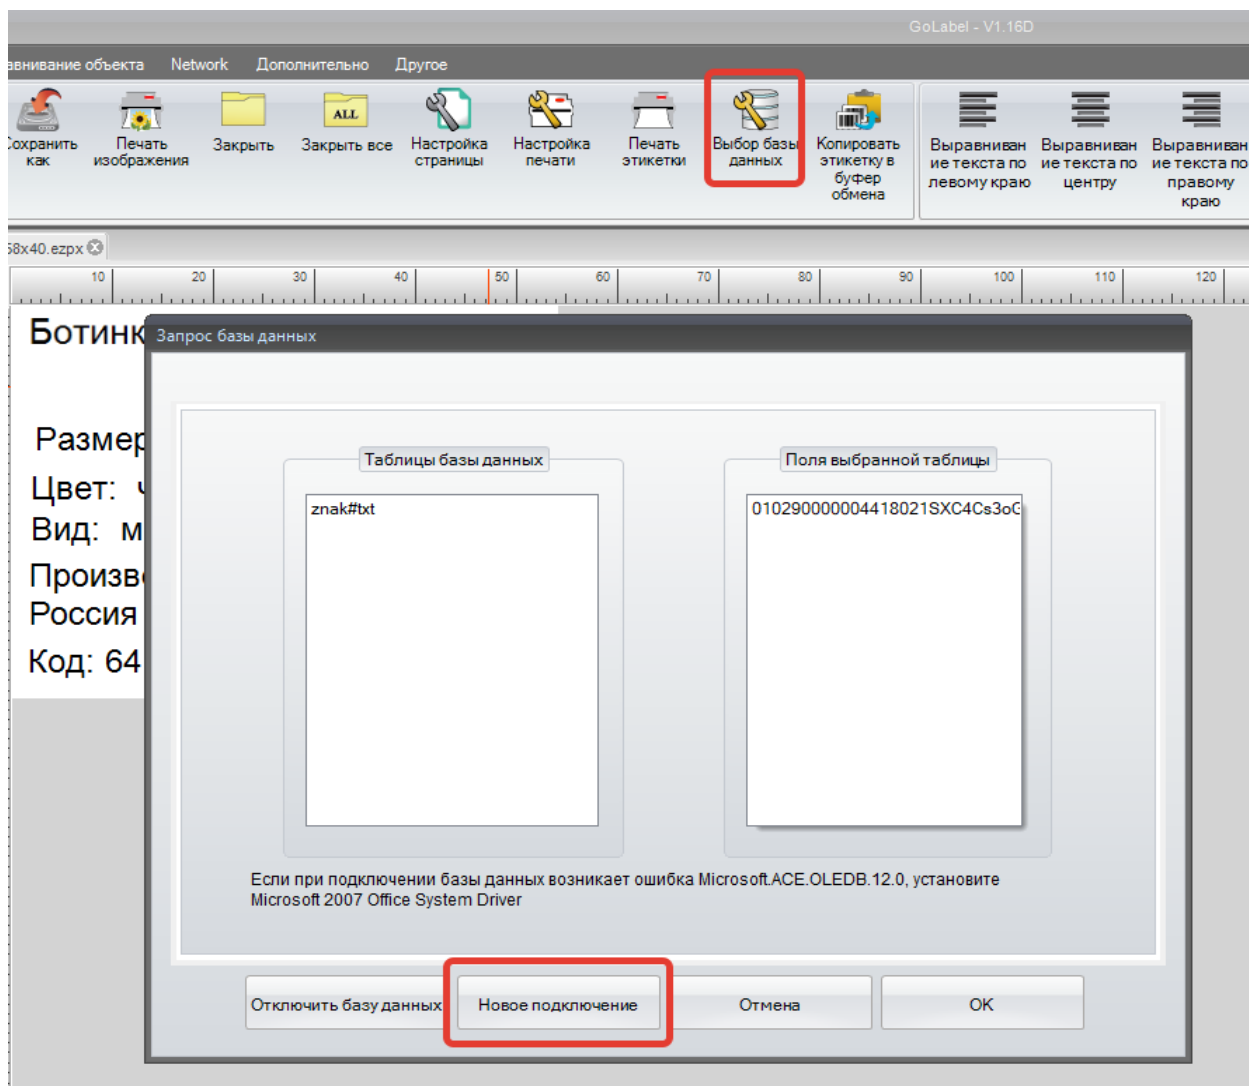 GoLabel - V1.16D
авнивание объекта Network Дополнительно Другое
Сохранить как
Печать изображения
Закрыть
ALL
Закрыть все
Настройка страницы
Настройка печати
Печать этикетки
Выбор базы данных
Копировать этикетку в буфер обмена
Выравниван ие текста по левому краю
Выравниван ие текста по центру
Выравниван ие текста по правому краю
58x40.ezpx
10 20 30 40 50 60 70 80 90 100 110 120
Ботинк
Размер
Цвет: ч
Вид: м
Произв
Россия
Код: 64
Запрос базы данных
Таблицы базы данных
znak#txt
Поля выбранной таблицы
010290000004418021SXC4Cs3oG
Если при подключении базы данных возникает ошибка Microsoft.ACE.OLEDB.12.0, установите
Microsoft 2007 Office System Driver
Отключить базу данных
Новое подключение
Отмена
OK